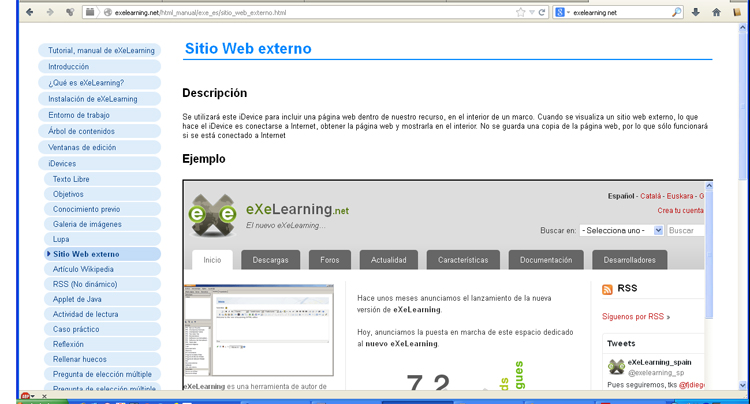 exelearning.net/html_manual/exe_es/sitio_web_externo.html
exelearning net
Tutorial, manual de eXeLearning
Introducción
¿Qué es eXeLearning?
Instalación de eXeLearning
Entorno de trabajo
Árbol de contenidos
Ventanas de edición
iDevices
Texto Libre
Objetivos
Conocimiento previo
Galeria de imágenes
Lupa
Sitio Web externo
Artículo Wikipedia
RSS (No dinámico)
Applet de Java
Actividad de lectura
Caso práctico
Reflexión
Rellenar huecos
Pregunta de elección múltiple
Pregunta de selección múltiple
Sitio Web externo
Descripción
Se utilizará este iDevice para incluir una página web dentro de nuestro recurso, en el interior de un marco. Cuando se visualiza un sitio web externo, lo que
hace el iDevice es conectarse a Internet, obtener la página web y mostrarla en el interior. No se guarda una copia de la página web, por lo que sólo funcionará
si se está conectado a Internet
Ejemplo
eXeLearning.net
El nuevo eXeLearning...
Español - Català - Euskara - G
Crea tu cuenta
Buscar en: - Selecciona uno - Buscar
Inicio Descargas Foros Actualidad Características Documentación Desarrolladores
Hace unos meses anunciamos el lanzamiento de la nueva
versión de eXeLearning.
Hoy, anunciamos la puesta en marcha de este espacio dedicado
al nuevo eXeLearning.
eXeLearning es una herramienta de autor de
7.2
RSS
Síguenos por RSS »
Tweets
eXeLearning_spain
@exelearning_sp
Pues seguiremos, tks @fjdieg